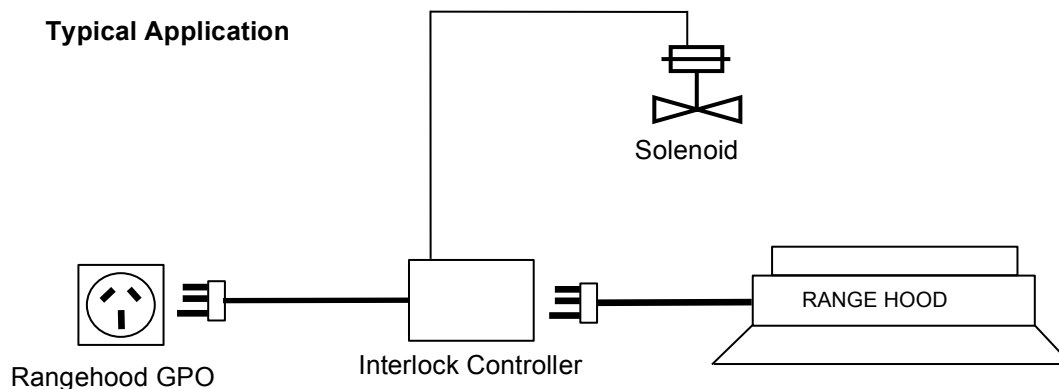 Typical Application
Solenoid
RANGE HOOD
Interlock Controller
Rangehood GPO